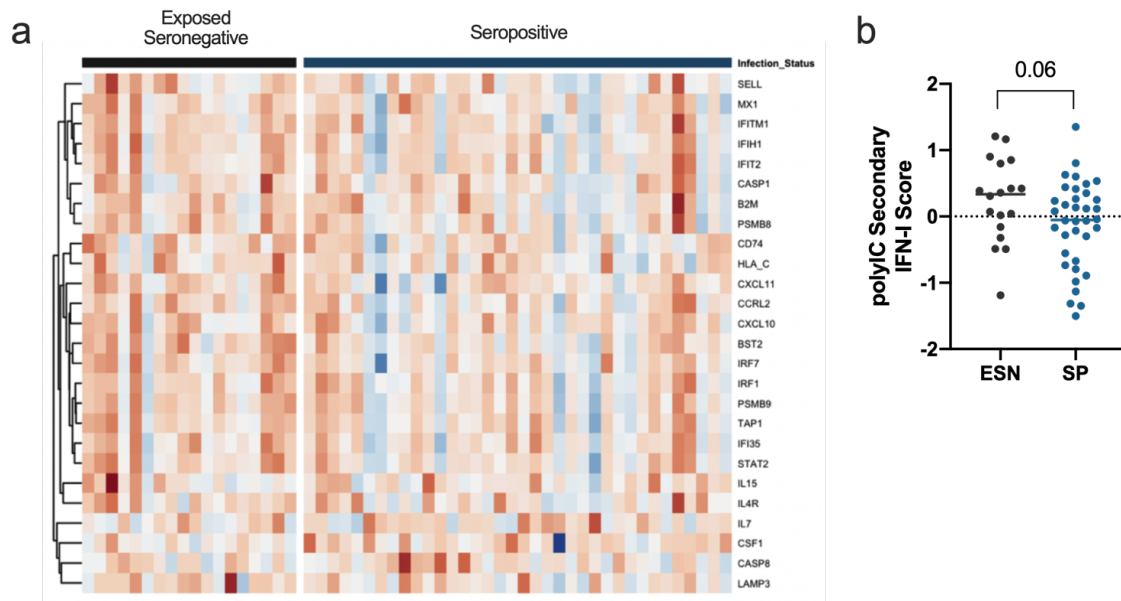 a
Exposed
Seronegative
Seropositive
Infection_Status
SELL
MX1
IFITM1
IFIH1
IFIT2
CASP1
B2M
PSMB8
CD74
HLA_C
CXCL11
CCRL2
CXCL10
BST2
IRF7
IRF1
PSMB9
TAP1
IFI35
STAT2
IL15
IL4R
IL7
CSF1
CASP8
LAMP3
b
0.06
polyIC Secondary
IFN-I Score
2
1
0
-1
-2
ESN
SP